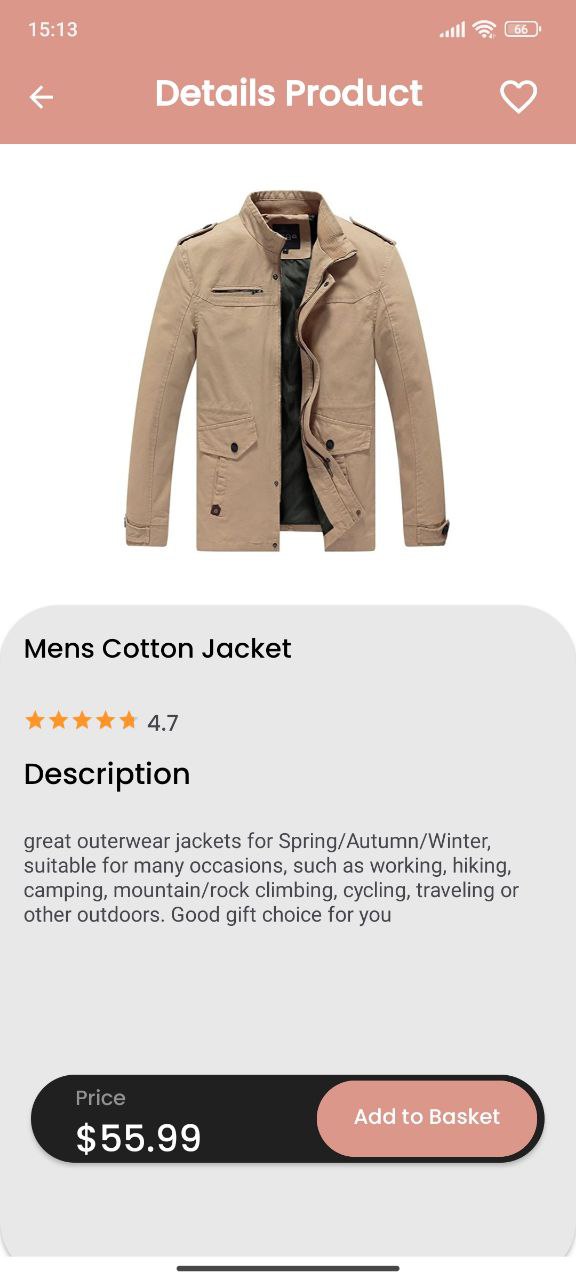 15:13
66
Details Product
Mens Cotton Jacket
4.7
Description
great outerwear jackets for Spring/Autumn/Winter,
suitable for many occasions, such as working, hiking,
camping, mountain/rock climbing, cycling, traveling or
other outdoors. Good gift choice for you
Price
$55.99
Add to Basket